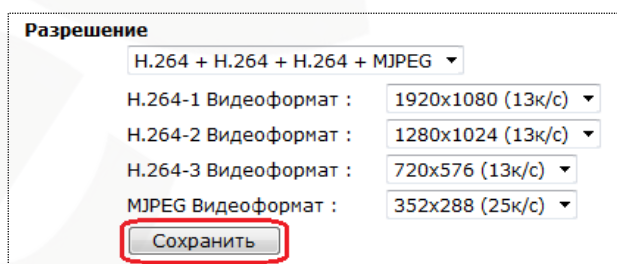 Разрешение
H.264 + H.264 + H.264 + MJPEG
H.264-1 Видеоформат : 1920x1080 (13к/с)
H.264-2 Видеоформат : 1280x1024 (13к/с)
H.264-3 Видеоформат : 720x576 (13к/с)
MJPEG Видеоформат : 352x288 (25к/с)
Сохранить